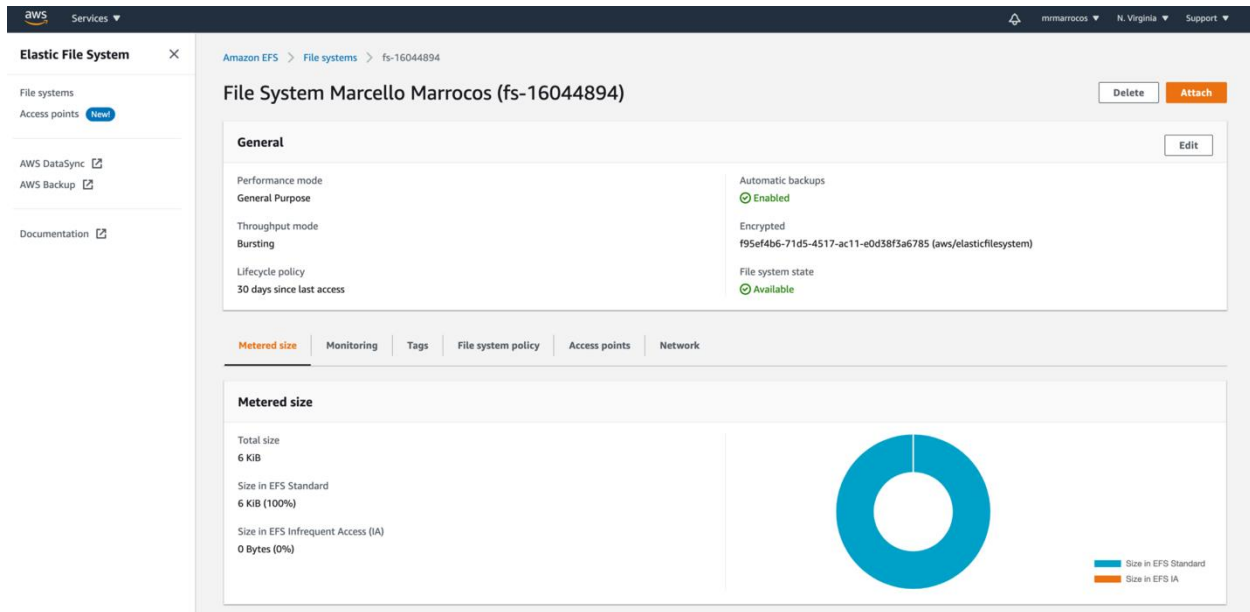 aws Services ▼ mrmarrocos ▼ N. Virginia ▼ Support ▼
Elastic File System
File systems
Access points New!
AWS DataSync
AWS Backup
Documentation
Amazon EFS > File systems > fs-16044894
File System Marcello Marrocos (fs-16044894)
Delete Attach
General
Edit
Performance mode
General Purpose
Throughput mode
Bursting
Lifecycle policy
30 days since last access
Automatic backups
Enabled
Encrypted
f95ef4b6-71d5-4517-ac11-e0d38f3a6785 (aws/elasticfilesystem)
File system state
Available
Metered size Monitoring Tags File system policy Access points Network
Metered size
Total size
6 KiB
Size in EFS Standard
6 KiB (100%)
Size in EFS Infrequent Access (IA)
0 Bytes (0%)
Size in EFS Standard
Size in EFS IA